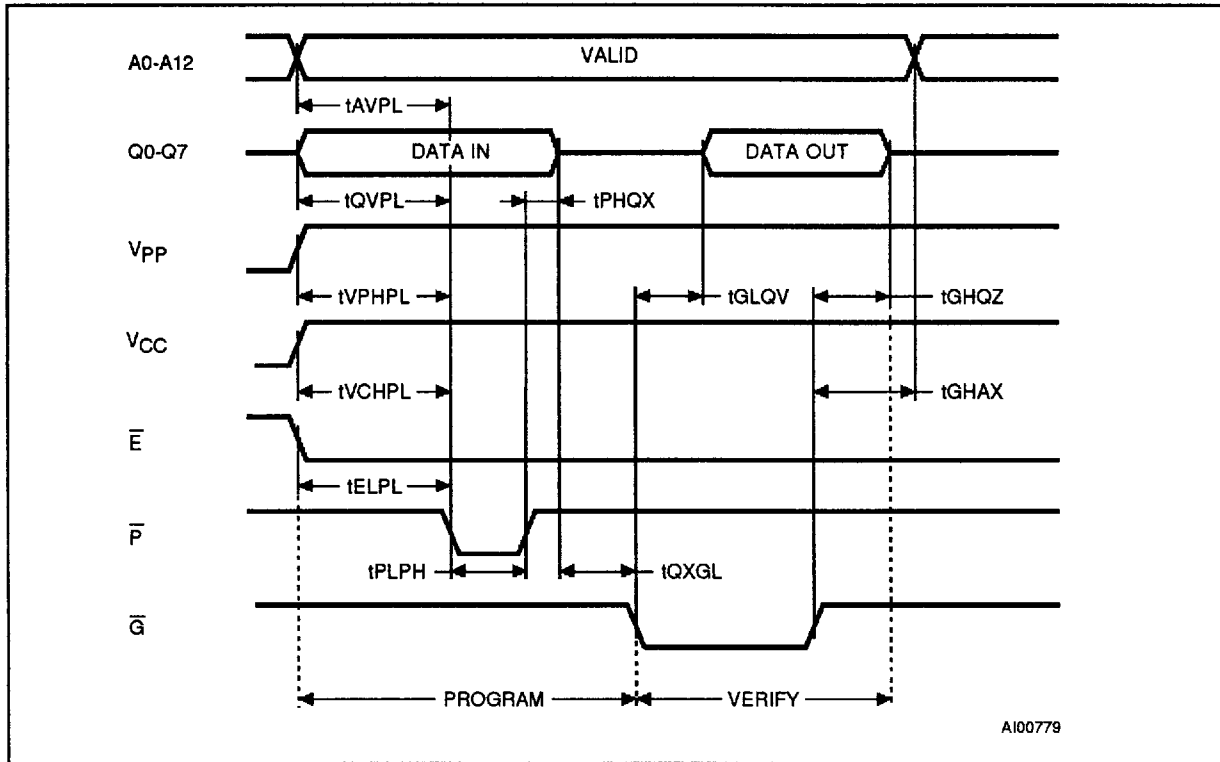 A0-A12
VALID
tAVPL
Q0-Q7
DATA IN
DATA OUT
tQVPL
tPHQX
VPP
tVPHPL
tGLQV
tGHQZ
VCC
tVCHPL
tGHAX
E
tELPL
P
tPLPH
tQXGL
G
PROGRAM
VERIFY
AI00779